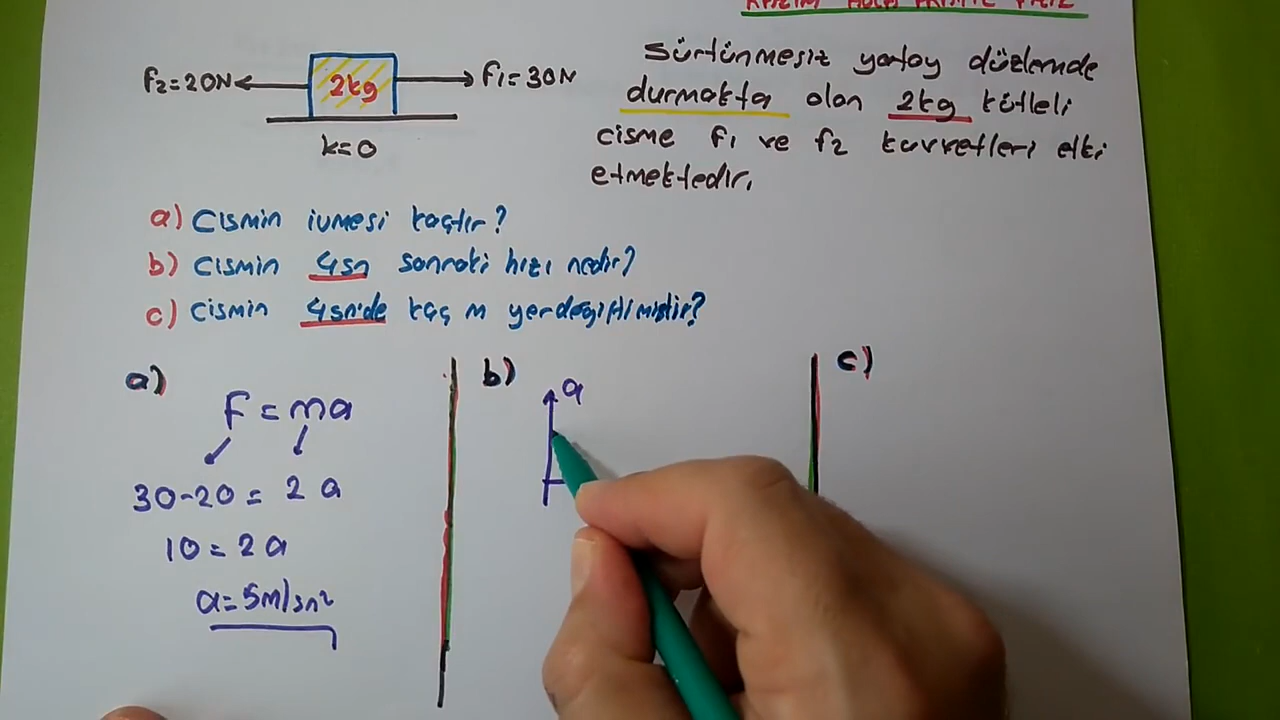 F2=20N
2kg
F1=30N
k=0
Sürtünmesiz yatay düzlemde
durmakta olan 2kg kütleli
cisme F1 ve F2 kuvvetleri etki
etmektedir.
a) Cismin ivmesi kaçtır?
b) Cismin 4sn sonraki hızı nedir?
c) Cismin 4sn'de kaç m yerdeğiştirmiştir?
a)
F = ma
30-20 = 2 a
10 = 2 a
a = 5m/sn²
b)
a
c)